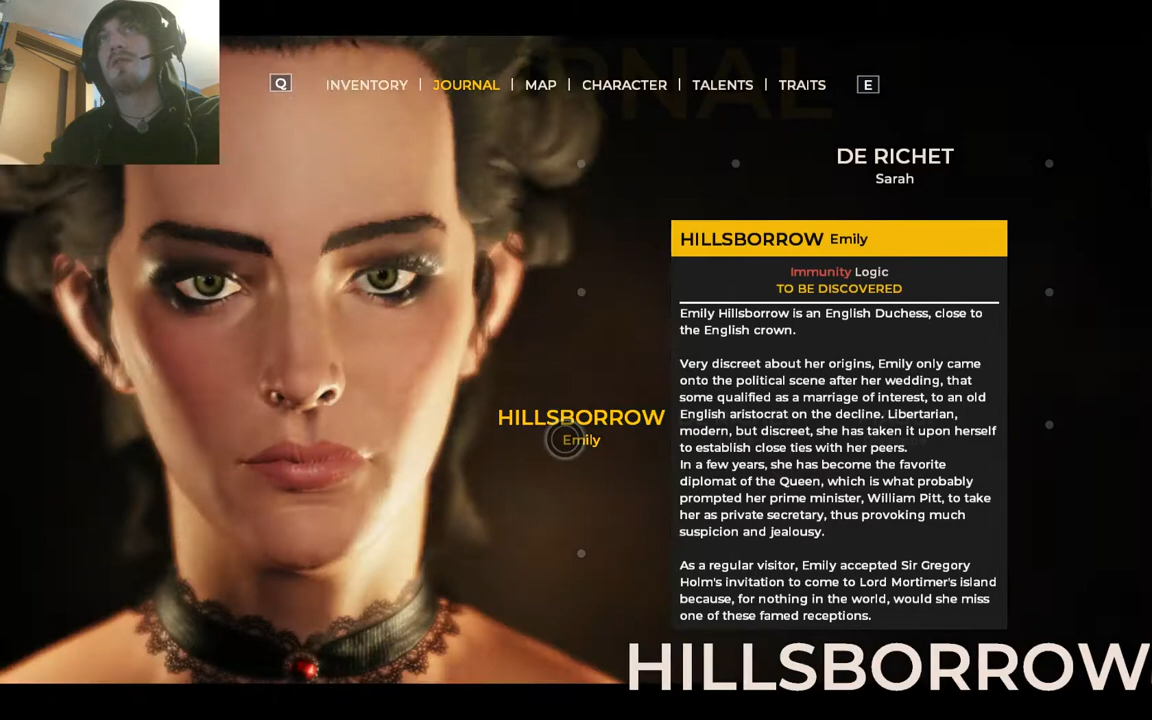 JOURNAL
Q INVENTORY | JOURNAL | MAP | CHARACTER | TALENTS | TRAITS E
DE RICHET
Sarah
HILLSBORROW Emily
Immunity Logic
TO BE DISCOVERED
Emily Hillsborrow is an English Duchess, close to
the English crown.
Very discreet about her origins, Emily only came
onto the political scene after her wedding, that
some qualified as a marriage of interest, to an old
English aristocrat on the decline. Libertarian,
modern, but discreet, she has taken it upon herself
to establish close ties with her peers.
In a few years, she has become the favorite
diplomat of the Queen, which is what probably
prompted her prime minister, William Pitt, to take
her as private secretary, thus provoking much
suspicion and jealousy.
As a regular visitor, Emily accepted Sir Gregory
Holm's invitation to come to Lord Mortimer's island
because, for nothing in the world, would she miss
one of these famed receptions.
HILLSBORROW
Emily
HILLSBORROW